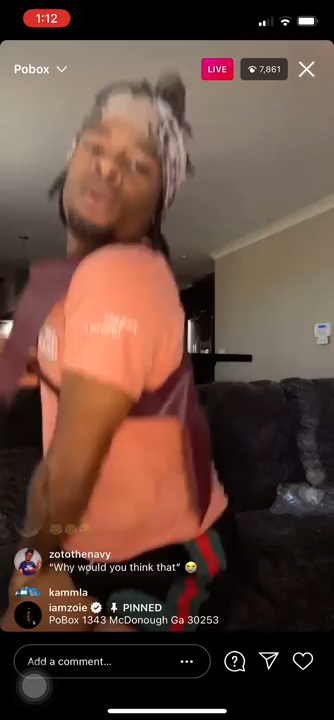 1:12
Pobox
LIVE
7,861
zotothenavy
“Why would you think that” 😂
kammla
iamzoie PINNED
PoBox 1343 McDonough Ga 30253
Add a comment...